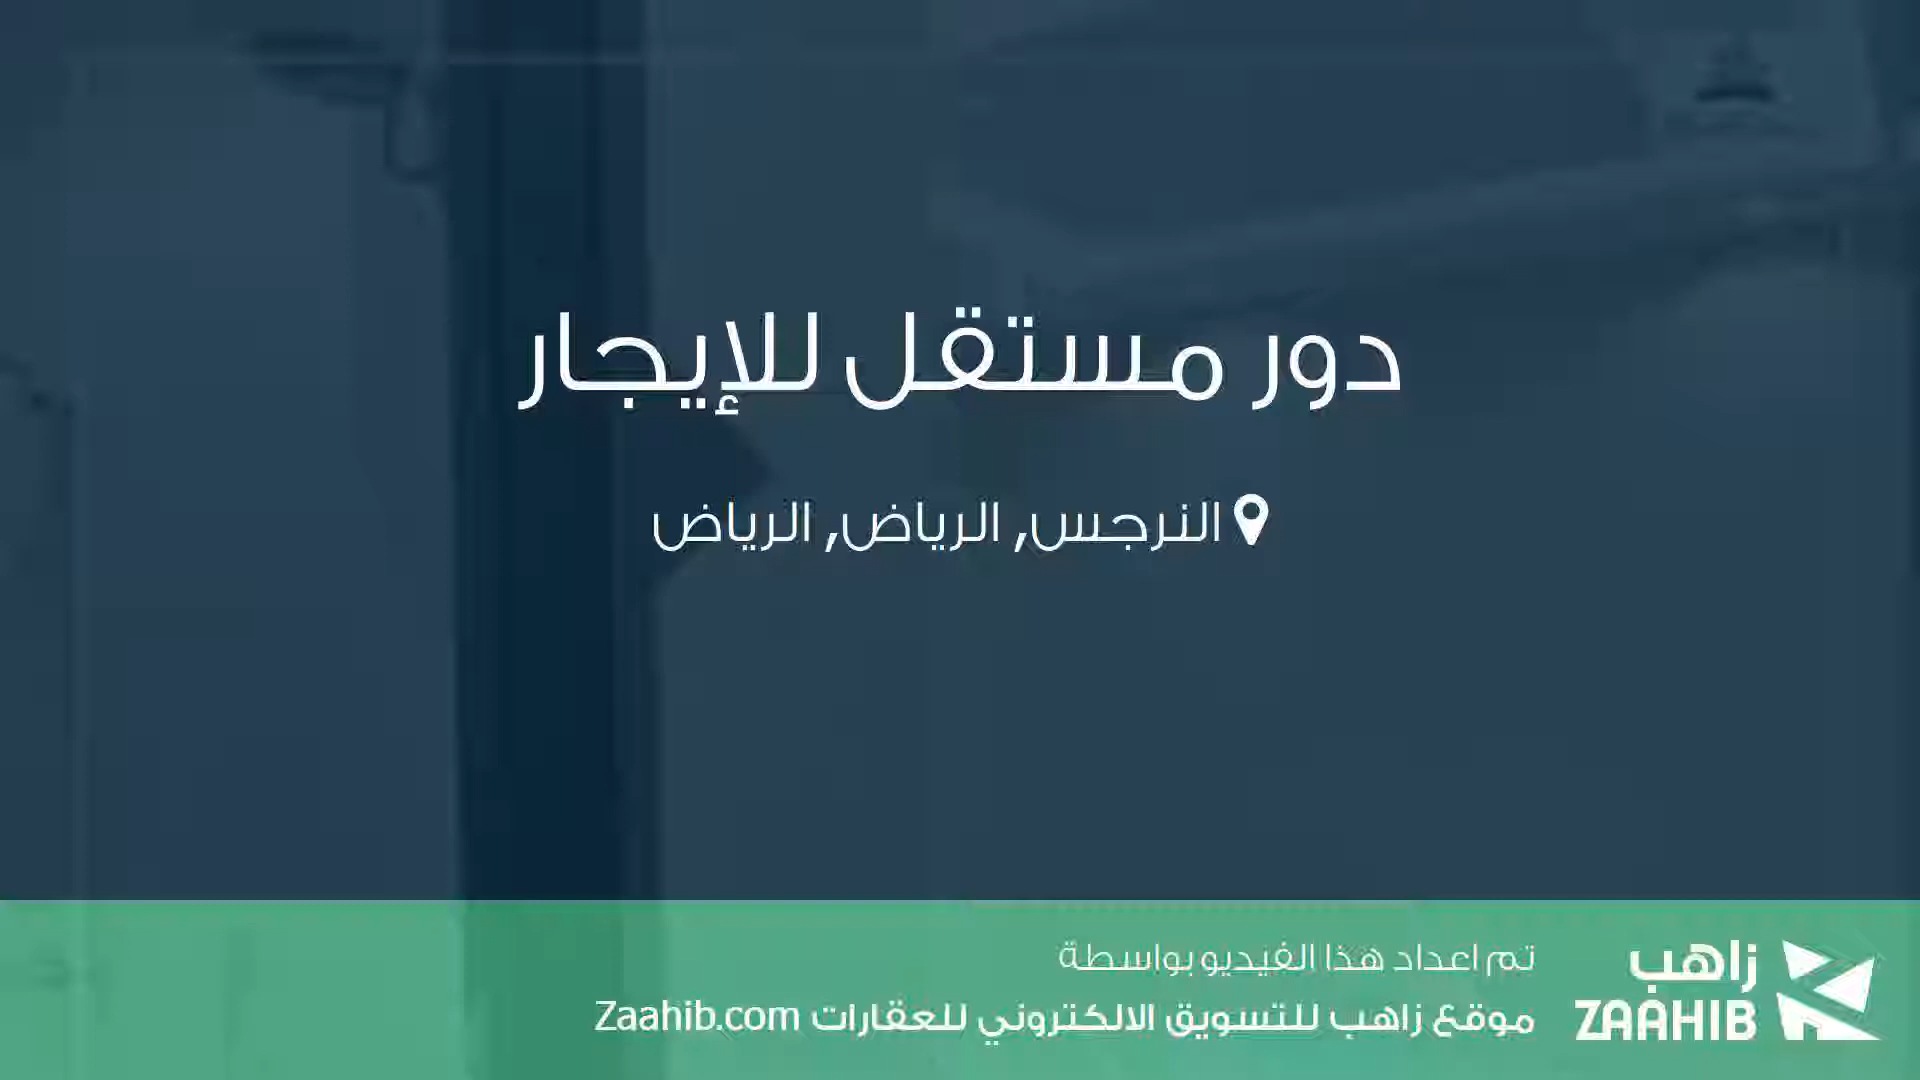 دور مستقل للإيجار
النرجس, الرياض, الرياض
زاهب
ZAAHIB
تم اعداد هذا الفيديو بواسطة
موقع زاهب للتسويق الالكتروني للعقارات Zaahib.com